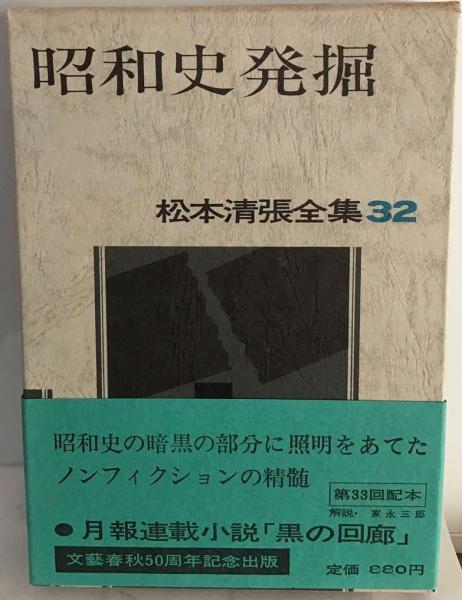 昭和史発掘
松本清張全集32
昭和史の暗黒の部分に照明をあてた
ノンフィクションの精髄
第33回配本
解説・家永三郎
●月報連載小説「黒の回廊」
文藝春秋50周年記念出版
定価 880円